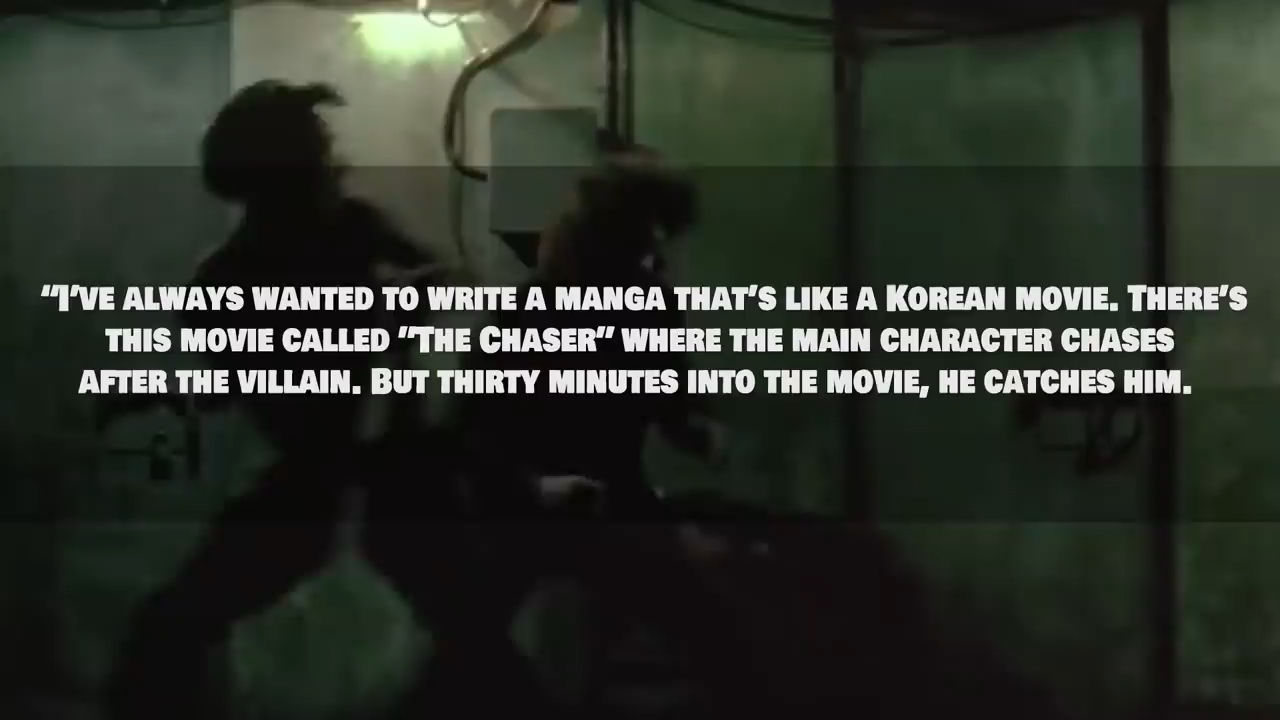 “I’ve always wanted to write a manga that’s like a Korean movie. There’s
this movie called ”The Chaser” where the main character chases
after the villain. But thirty minutes into the movie, he catches him.